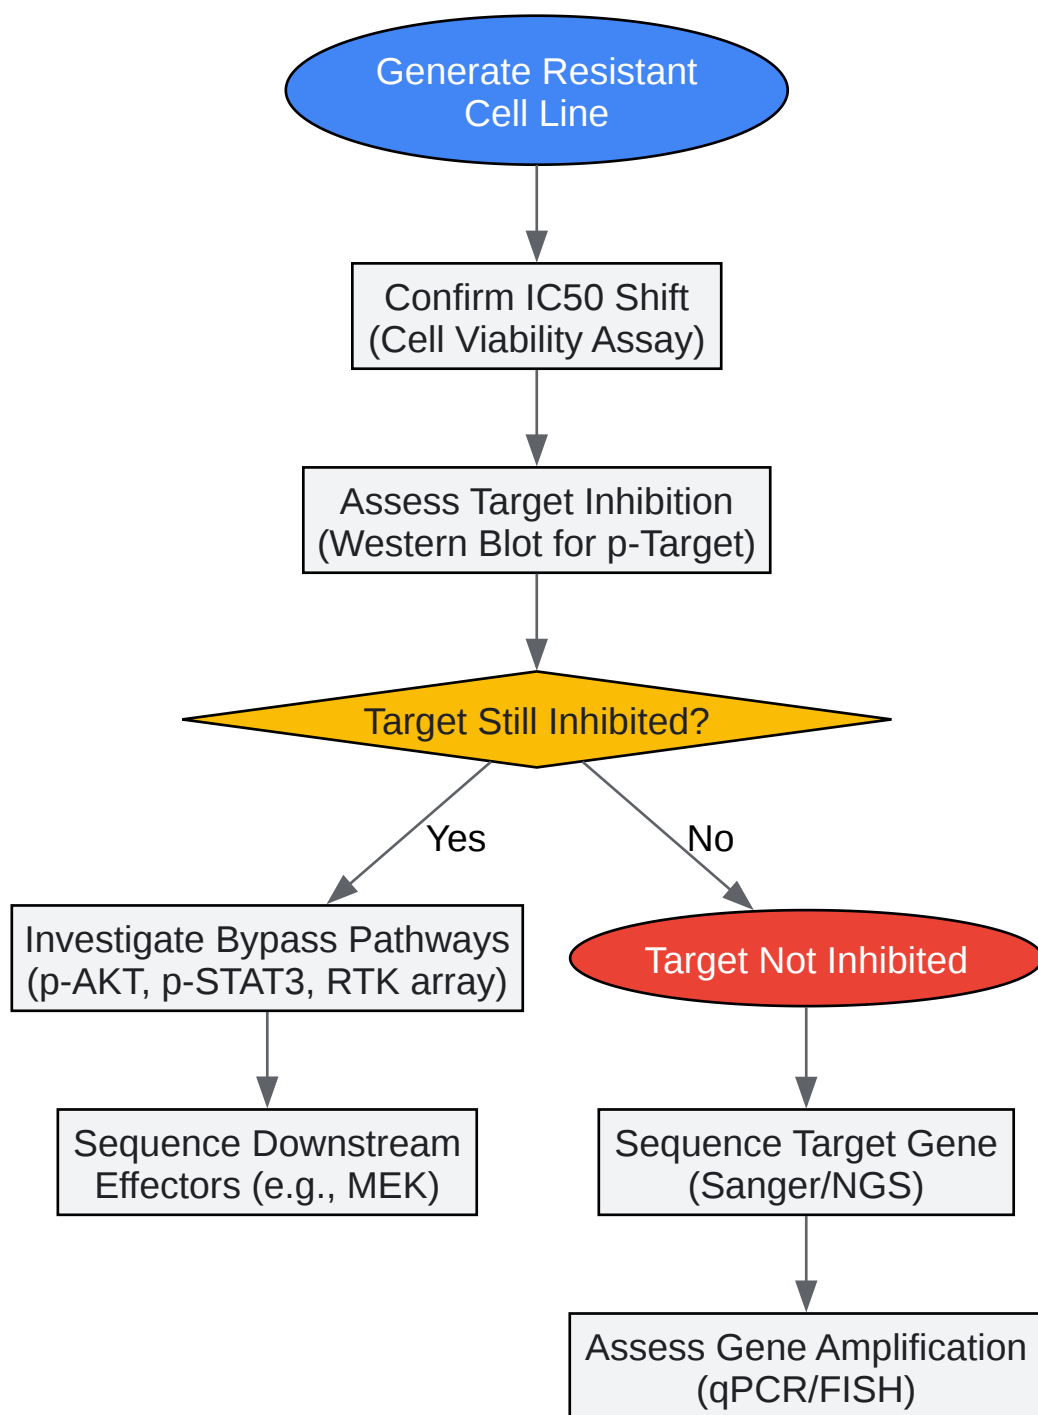 Generate Resistant
Cell Line
Confirm IC50 Shift
(Cell Viability Assay)
Assess Target Inhibition
(Western Blot for p-Target)
Target Still Inhibited?
Yes
No
Investigate Bypass Pathways
(p-AKT, p-STAT3, RTK array)
Target Not Inhibited
Sequence Downstream
Effectors (e.g., MEK)
Sequence Target Gene
(Sanger/NGS)
Assess Gene Amplification
(qPCR/FISH)